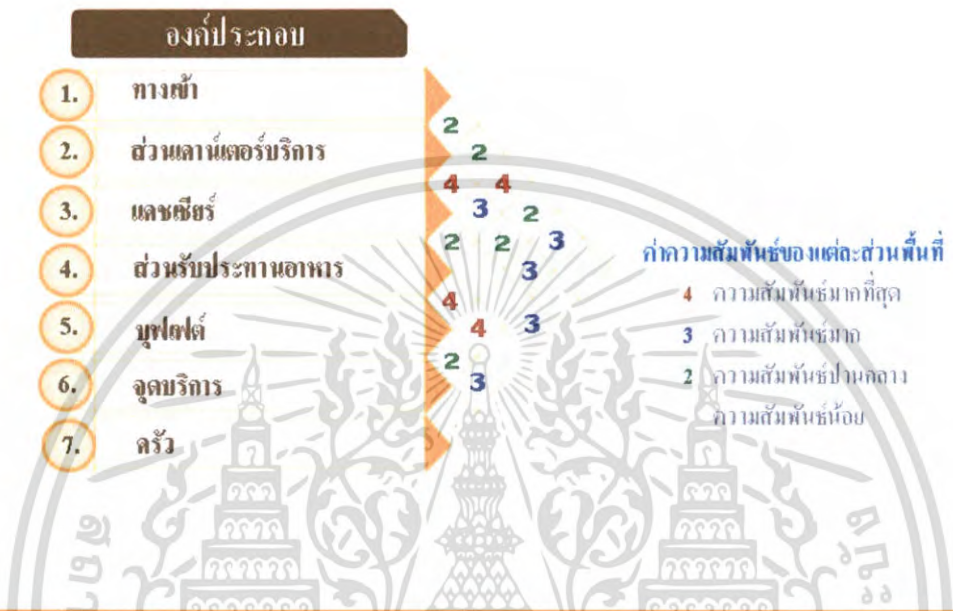 องค์ประกอบ
1. ทางเข้า
2
2. ส่วนเคาน์เตอร์บริการ
2
4 4
3. แคชเชียร์
3 2
2 2 3
4. ส่วนรับประทานอาหาร
3
4
5. บุฟเฟต์
4 3
2
6. จุดบริการ
3
7. ครัว
ค่าความสัมพันธ์ของแต่ละส่วนพื้นที่
4 ความสัมพันธ์มากที่สุด
3 ความสัมพันธ์มาก
2 ความสัมพันธ์ปานกลาง
ความสัมพันธ์น้อย